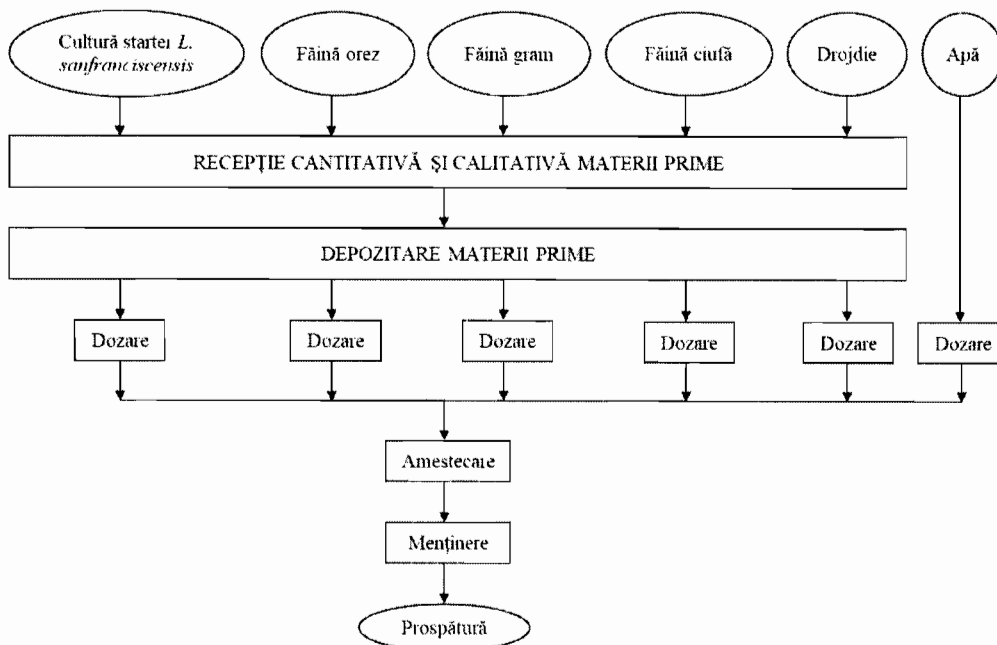 Cultură starter L.
sanfranciscensis
Făină orez
Făină gram
Făină ciută
Drojdie
Apă
RECEPȚIE CANTITATIVĂ ȘI CALITATIVĂ MATERII PRIME
DEPOZITARE MATERII PRIME
Dozare
Dozare
Dozare
Dozare
Dozare
Dozare
Amestecare
Menținere
Prospătură